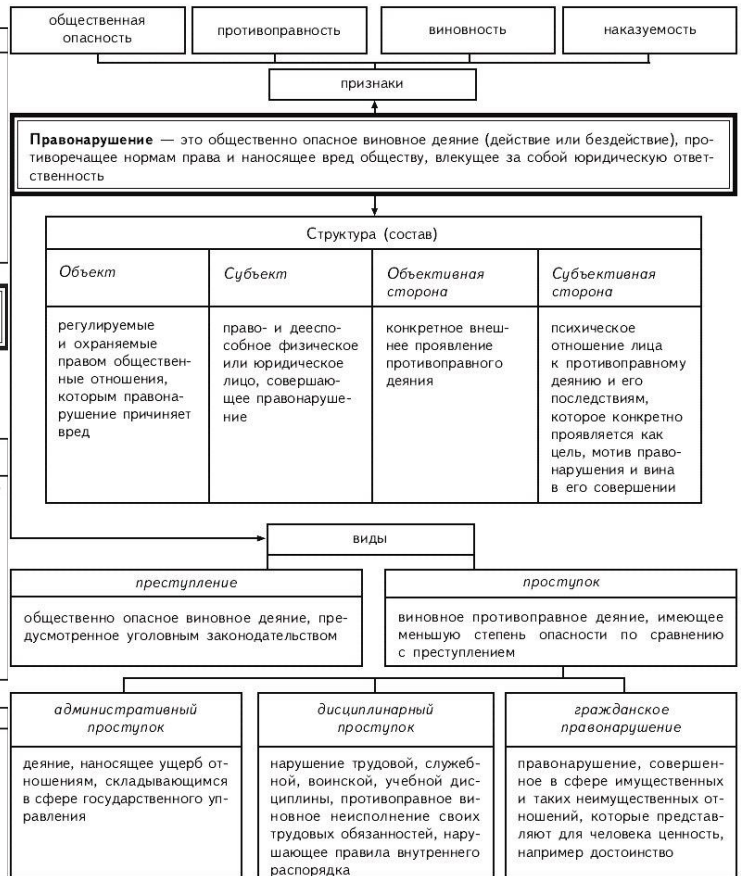 общественная
опасность
противоправность
виновность
наказуемость
признаки
Правонарушение — это общественно опасное виновное деяние (действие или бездействие), про-
тиворечащее нормам права и наносящее вред обществу, влекущее за собой юридическую ответ-
ственность
Структура (состав)
Объект
регулируемые
и охраняемые
правом обществен-
ные отношения,
которым правона-
рушение причиняет
вред
Субъект
право- и дееспо-
собное физическое
или юридическое
лицо, совершаю-
щее правонаруше-
ние
Объективная
сторона
конкретное внеш-
нее проявление
противоправного
деяния
Субъективная
сторона
психическое
отношение лица
к противоправному
деянию и его
последствиям,
которое конкретно
проявляется как
цель, мотив право-
нарушения и вина
в его совершении
виды
преступление
общественно опасное виновное деяние, пре-
дусмотренное уголовным законодательством
проступок
виновное противоправное деяние, имеющее
меньшую степень опасности по сравнению
с преступлением
административный
проступок
деяние, наносящее ущерб от-
ношениям, складывающимся
в сфере государственного уп-
равления
дисциплинарный
проступок
нарушение трудовой, служеб-
ной, воинской, учебной дис-
циплины, противоправное ви-
новное неисполнение своих
трудовых обязанностей, нару-
шающее правила внутреннего
распорядка
гражданское
правонарушение
правонарушение, совершен-
ное в сфере имущественных
и таких неимущественных от-
ношений, которые представ-
ляют для человека ценность,
например достоинство